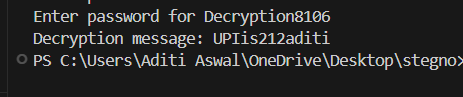 Enter password for Decryption8106
Decryption message: UPIis212aditi
PS C:\Users\Aditi Aswal\OneDrive\Desktop\stegno>